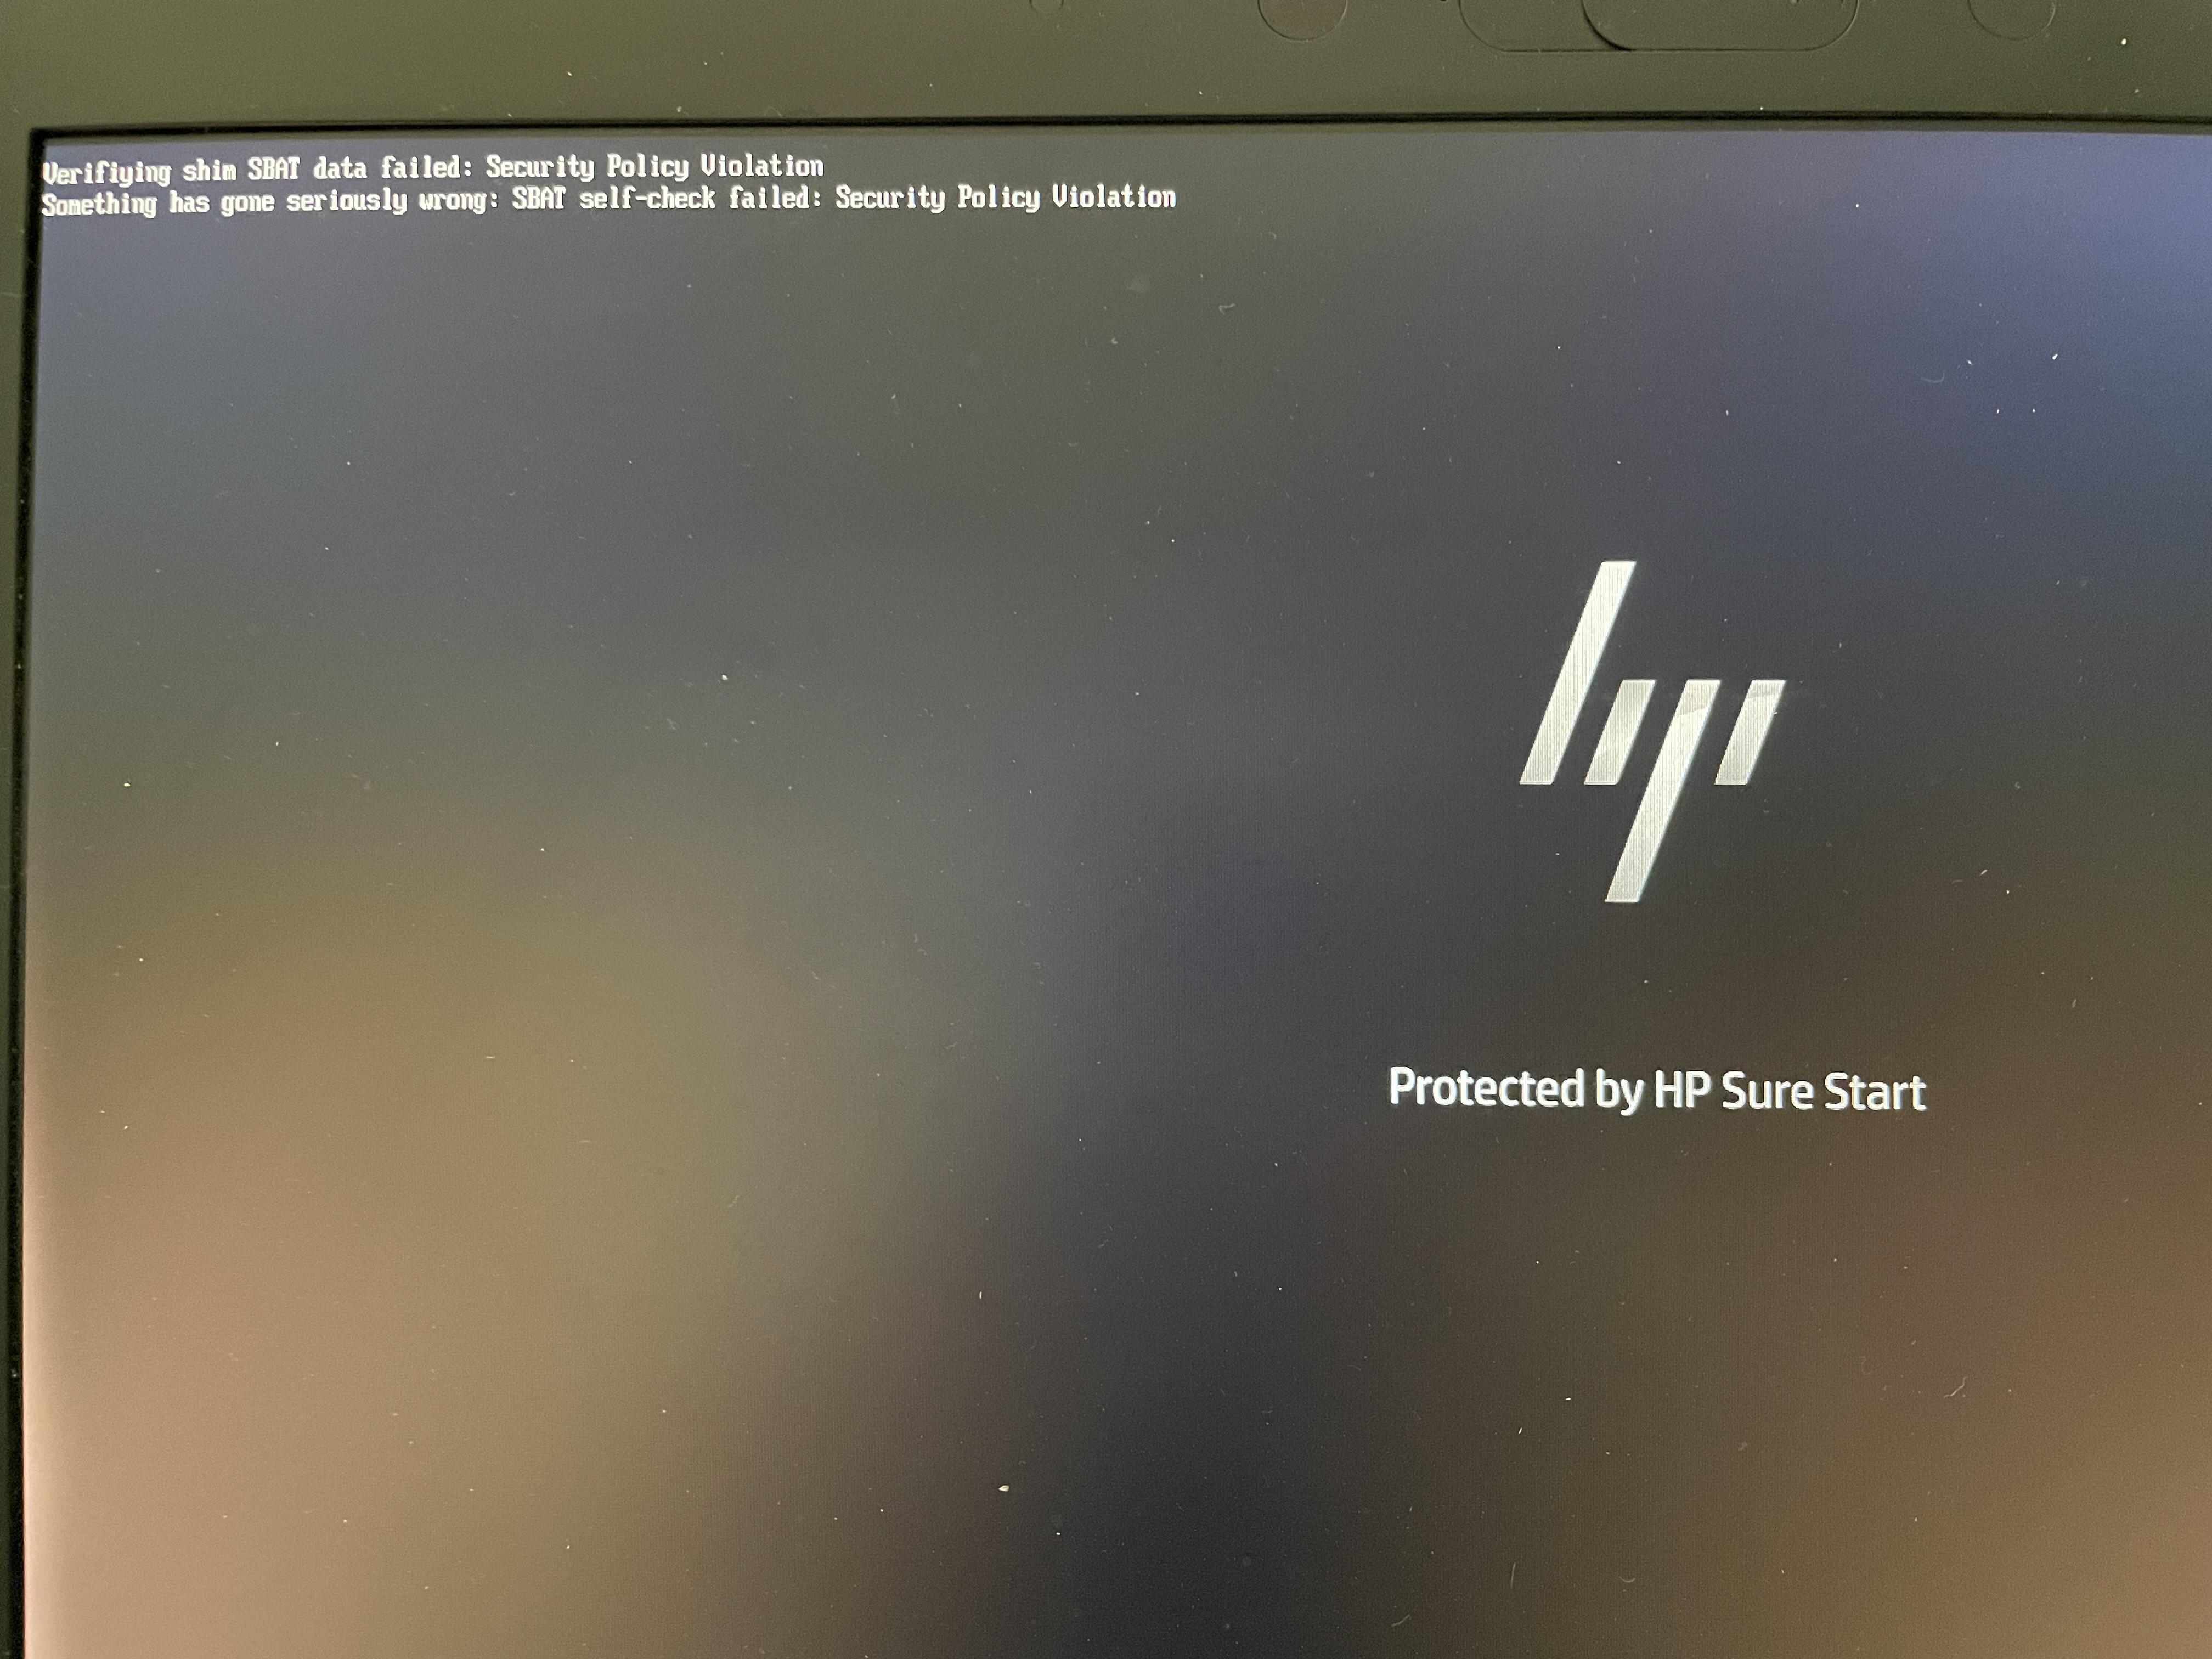 Verifiying shim SBAT data failed: Security Policy Violation
Something has gone seriously wrong: SBAT self-check failed: Security Policy Violation
hp
Protected by HP Sure Start